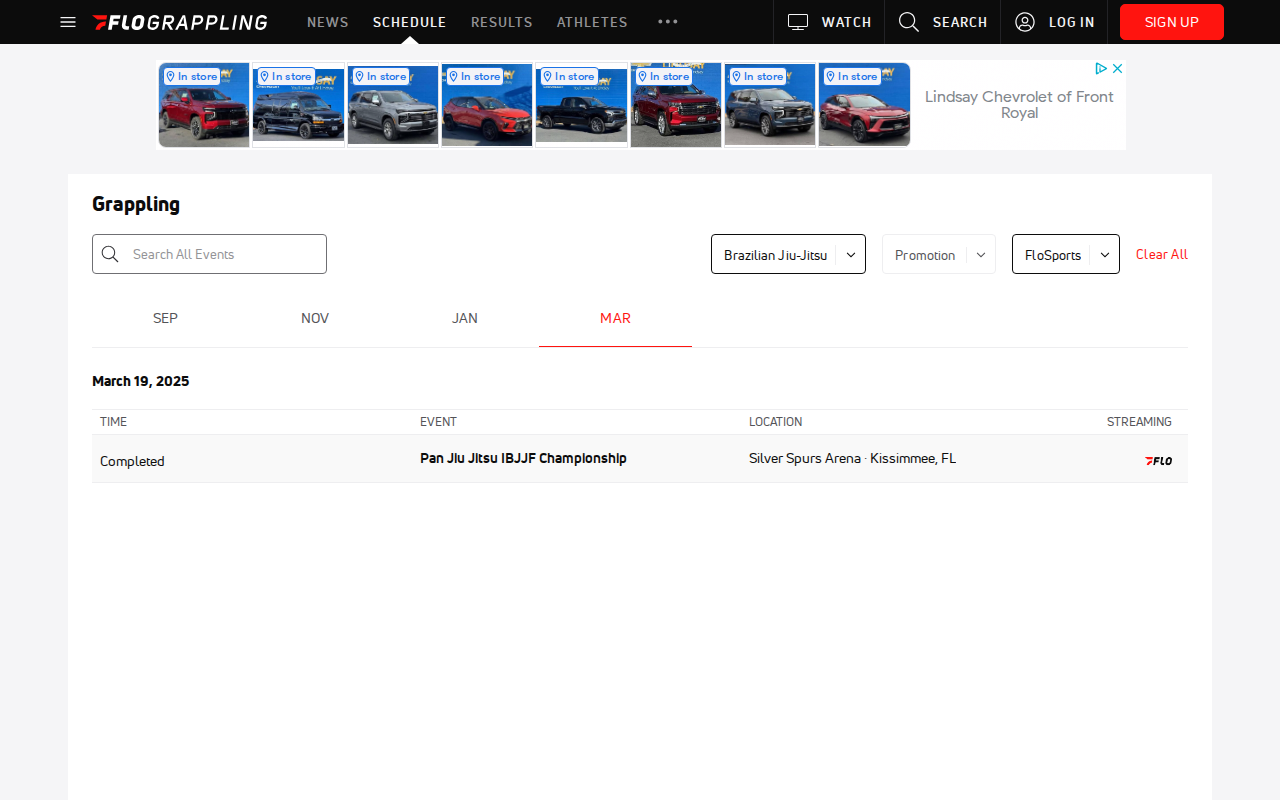 FLOGRAPPLING NEWS SCHEDULE RESULTS ATHLETES WATCH SEARCH LOG IN SIGN UP
In store In store In store In store In store In store In store In store
Lindsay Chevrolet of Front
Royal
Grappling
Search All Events Brazilian Jiu-Jitsu Promotion FloSports Clear All
SEP NOV JAN MAR
March 19, 2025
TIME EVENT LOCATION STREAMING
Completed Pan Jiu Jitsu IBJJF Championship Silver Spurs Arena · Kissimmee, FL FLO